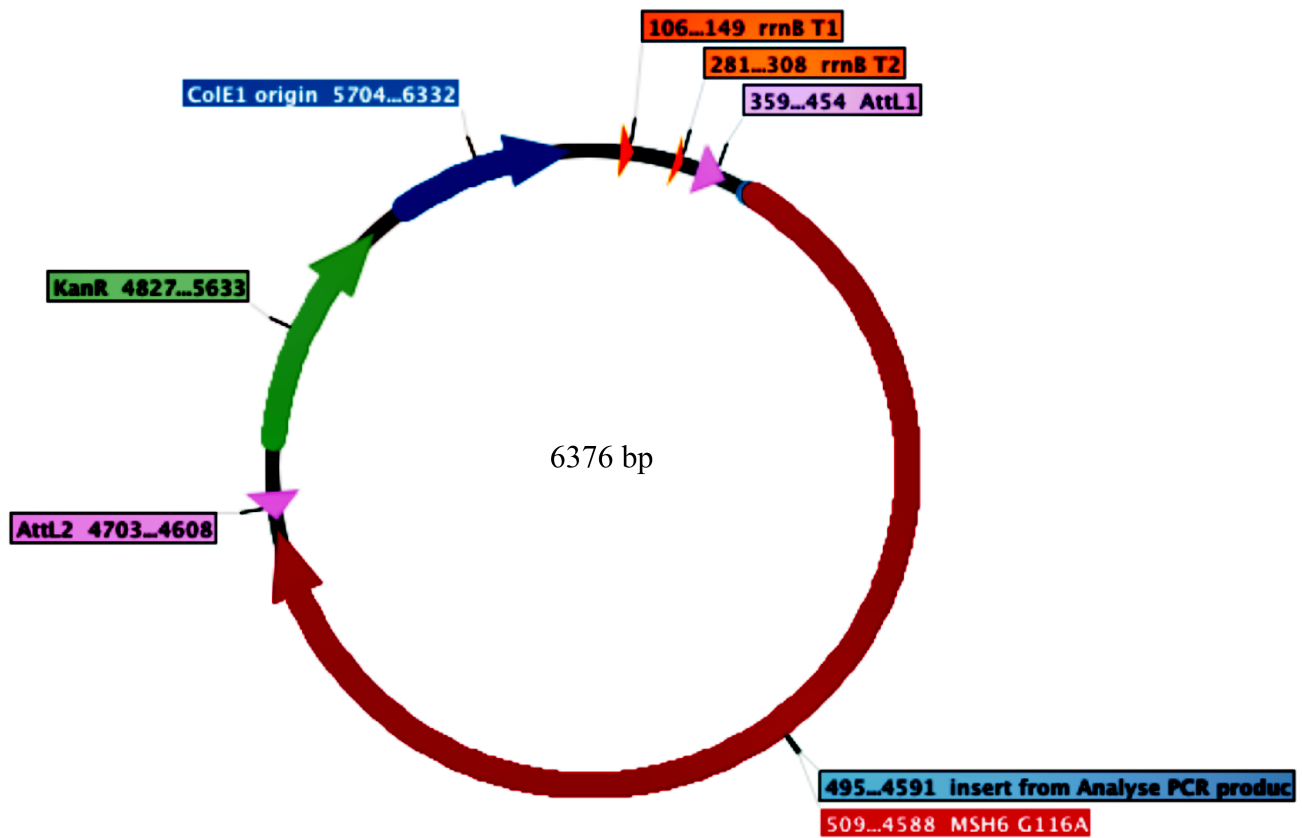 106...149 rrnB T1
281...308 rrnB T2
ColE1 origin 5704...6332
359...454 AttL1
KanR 4827...5633
6376 bp
AttL2 4703...4608
495...4591 insert from Analyse PCR produc
509...4588 MSH6 G116A